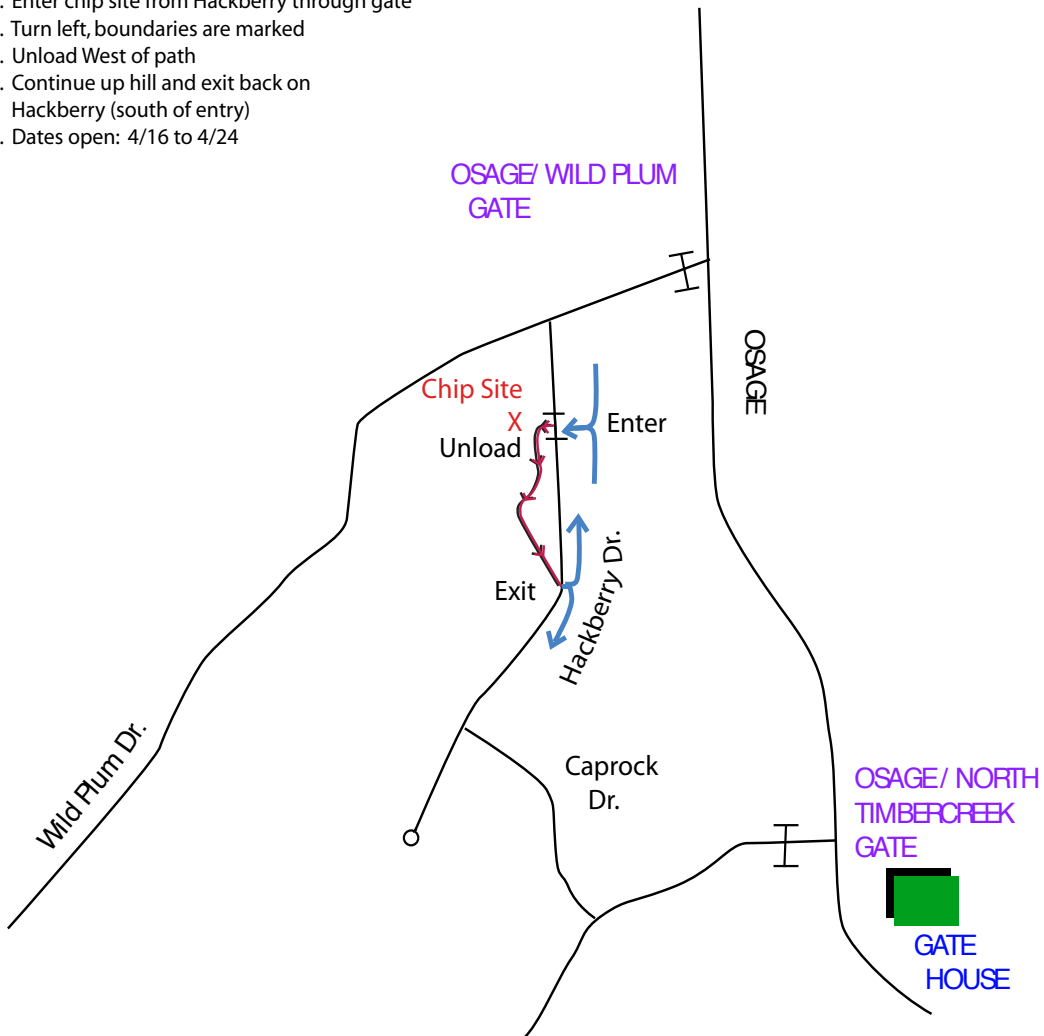 . Enter chip site from Hackberry through gate
. Turn left, boundaries are marked
. Unload West of path
. Continue up hill and exit back on
Hackberry (south of entry)
. Dates open: 4/16 to 4/24
OSAGE/ WILD PLUM
GATE
OSAGE
Chip Site
X
Enter
Unload
Exit
Hackberry Dr.
Wild Plum Dr.
Caprock
Dr.
OSAGE / NORTH
TIMBERCREEK
GATE
GATE
HOUSE